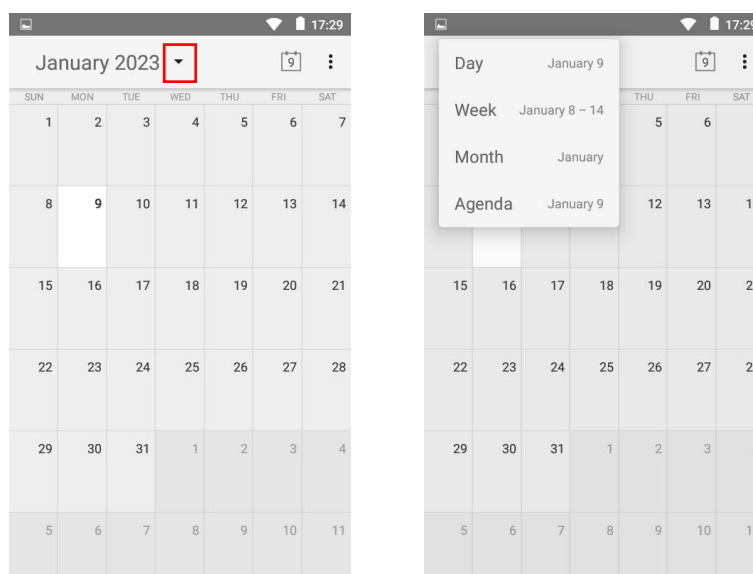 17:29
January 2023
9
SUN MON TUE WED THU FRI SAT
1 2 3 4 5 6 7
8 9 10 11 12 13 14
15 16 17 18 19 20 21
22 23 24 25 26 27 28
29 30 31 1 2 3 4
5 6 7 8 9 10 11
17:29
9
Day January 9
Week January 8 – 14
Month January
Agenda January 9
THU FRI SAT
5 6
12 13 1
15 16 17 18 19 20 2
22 23 24 25 26 27 2
29 30 31 1 2 3
5 6 7 8 9 10 1